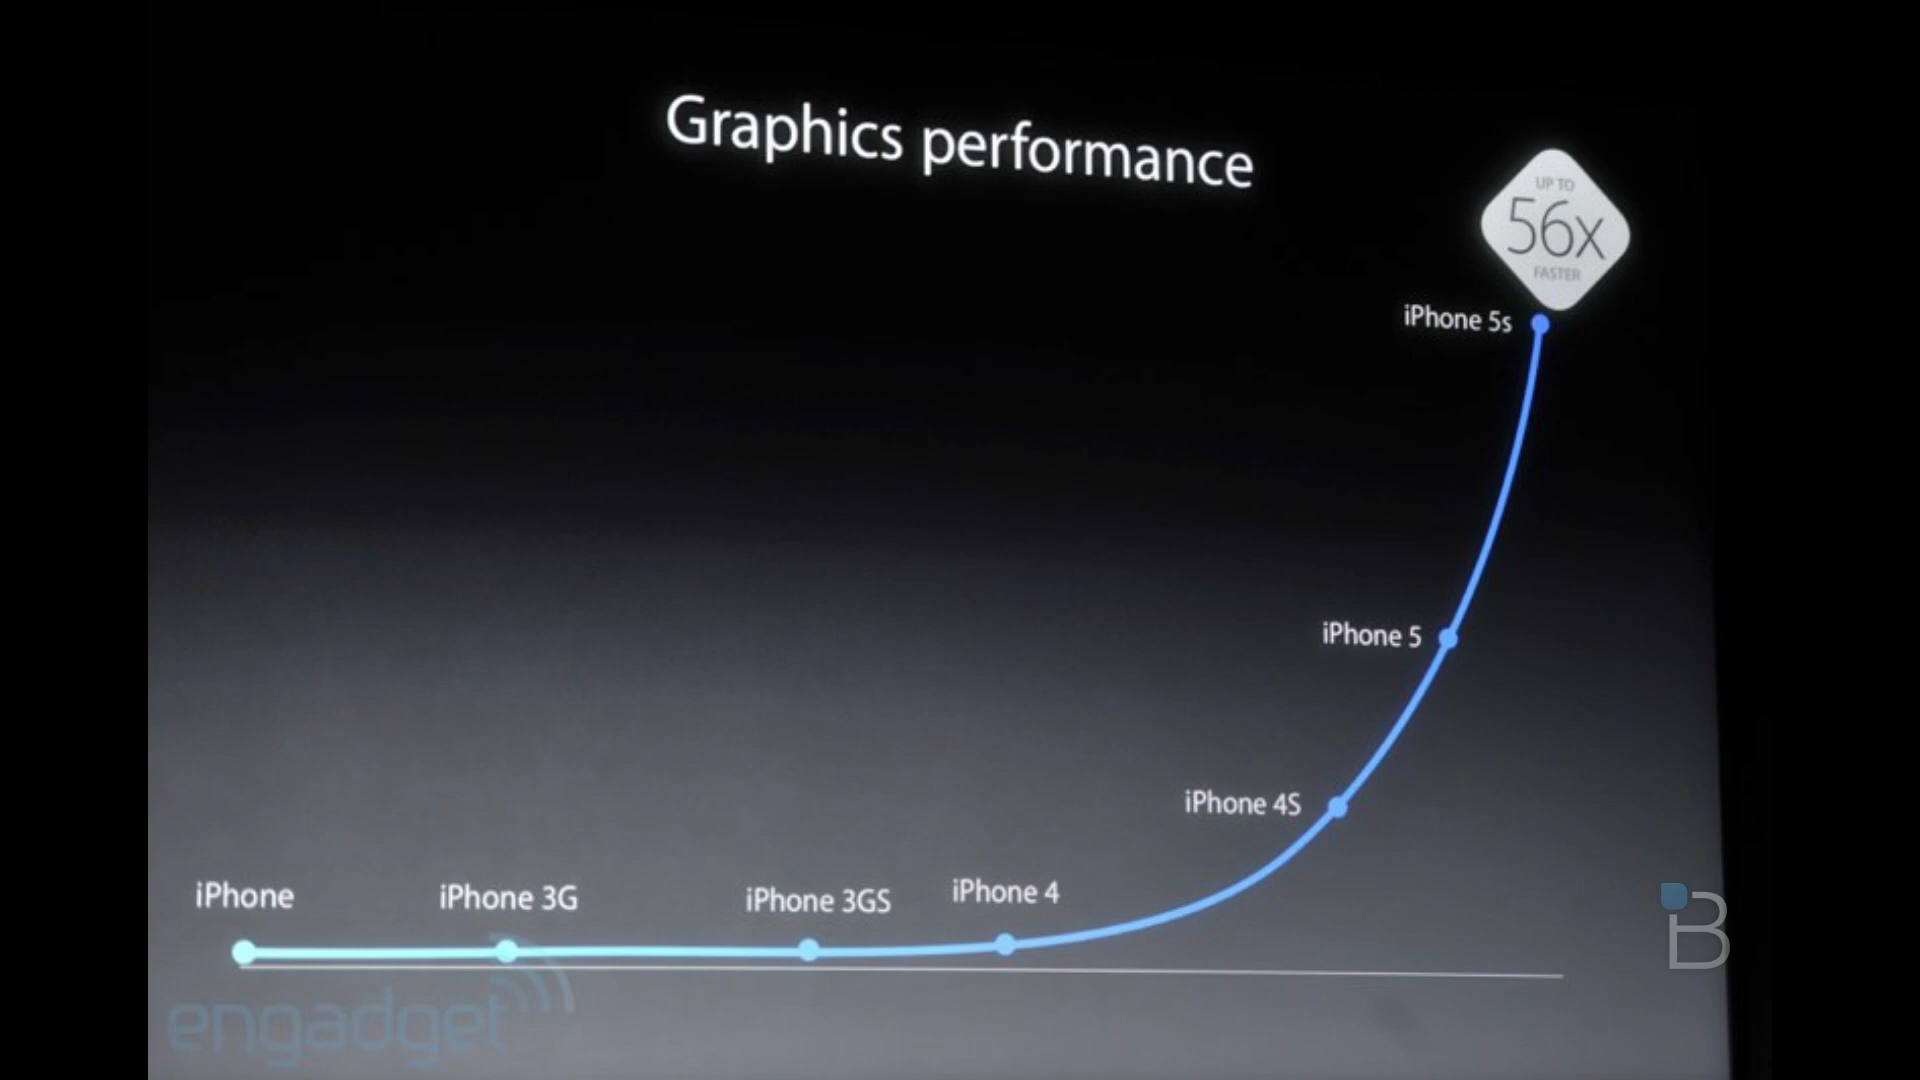 Graphics performance
UP TO
56x
FASTER
iPhone 5s
iPhone 5
iPhone 4S
iPhone
iPhone 3G
iPhone 3GS
iPhone 4
B
engadget